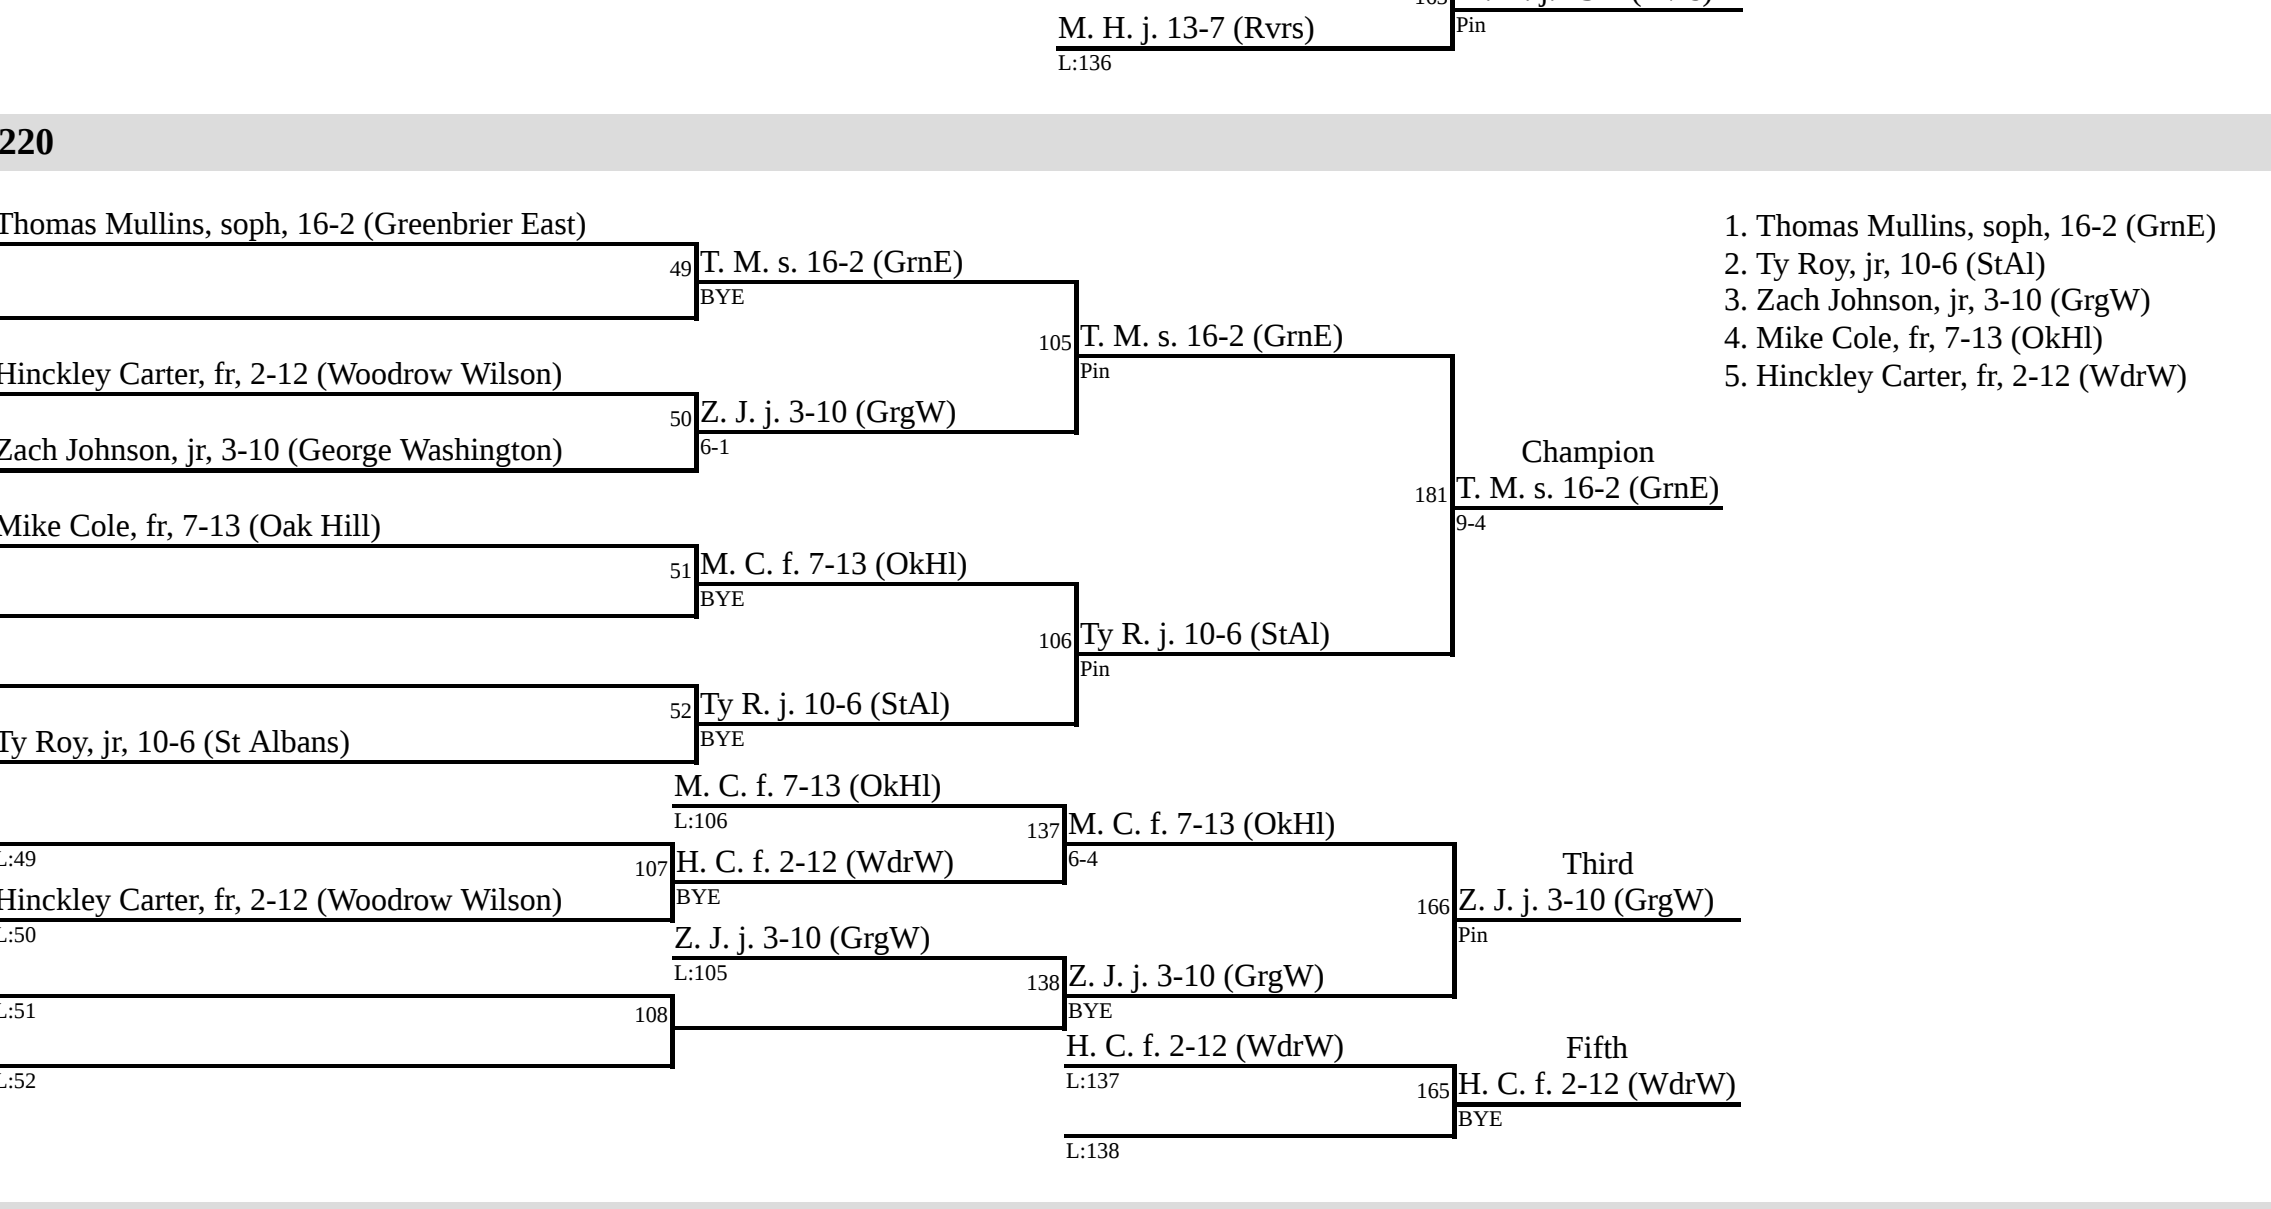 M. H. j. 13-7 (Rvrs)
Pin
L:136
220
Thomas Mullins, soph, 16-2 (Greenbrier East)
1. Thomas Mullins, soph, 16-2 (GrnE)
49
T. M. s. 16-2 (GrnE)
2. Ty Roy, jr, 10-6 (StAl)
BYE
3. Zach Johnson, jr, 3-10 (GrgW)
105
T. M. s. 16-2 (GrnE)
4. Mike Cole, fr, 7-13 (OkHl)
Pin
Hinckley Carter, fr, 2-12 (Woodrow Wilson)
5. Hinckley Carter, fr, 2-12 (WdrW)
50
Z. J. j. 3-10 (GrgW)
6-1
Zach Johnson, jr, 3-10 (George Washington)
Champion
181
T. M. s. 16-2 (GrnE)
9-4
Mike Cole, fr, 7-13 (Oak Hill)
51
M. C. f. 7-13 (OkHl)
BYE
106
Ty R. j. 10-6 (StAl)
Pin
52
Ty R. j. 10-6 (StAl)
BYE
Ty Roy, jr, 10-6 (St Albans)
M. C. f. 7-13 (OkHl)
L:106
137
M. C. f. 7-13 (OkHl)
6-4
L:49
107
H. C. f. 2-12 (WdrW)
BYE
Third
Hinckley Carter, fr, 2-12 (Woodrow Wilson)
166
Z. J. j. 3-10 (GrgW)
Pin
L:50
Z. J. j. 3-10 (GrgW)
L:105
138
Z. J. j. 3-10 (GrgW)
BYE
L:51
108
H. C. f. 2-12 (WdrW)
Fifth
L:52
L:137
165
H. C. f. 2-12 (WdrW)
BYE
L:138